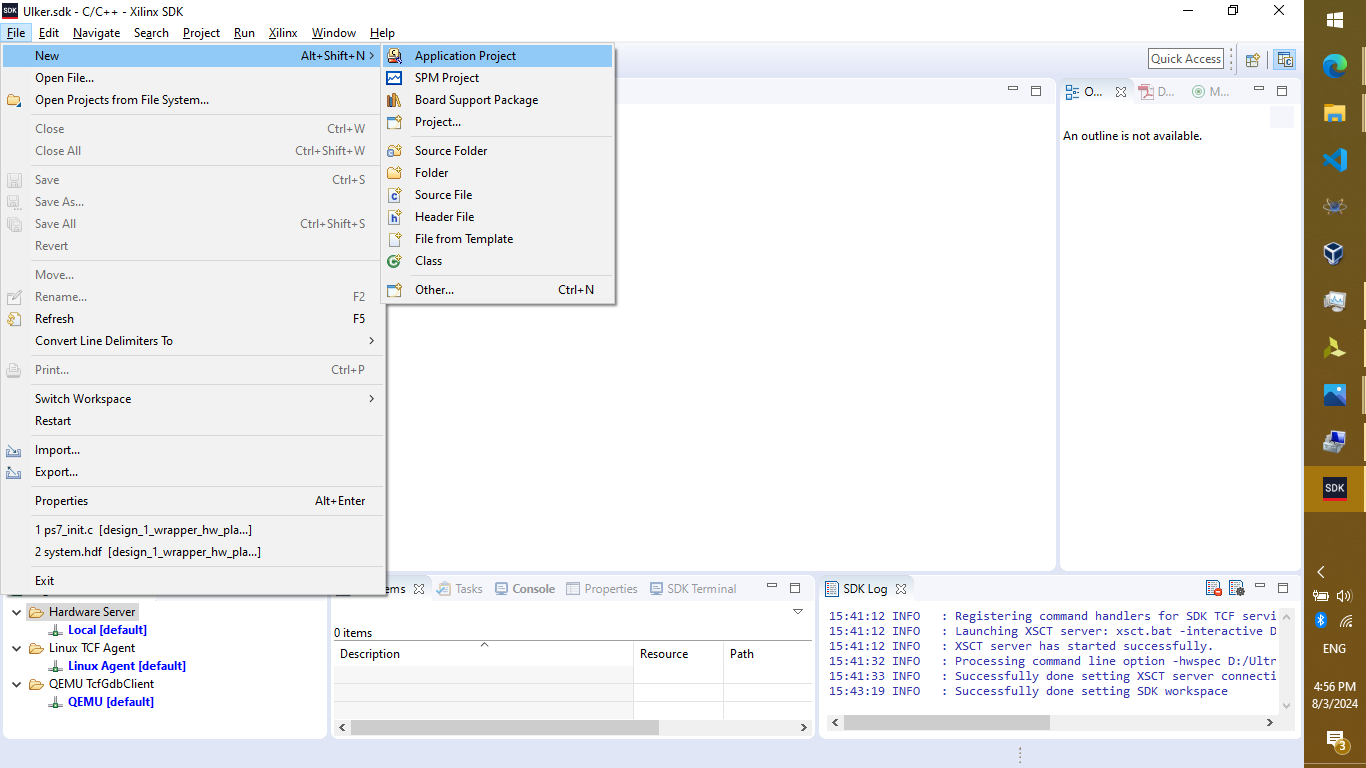 SDK Ulker.sdk - C/C++ - Xilinx SDK
File Edit Navigate Search Project Run Xilinx Window Help
New Alt+Shift+N
Open File...
Open Projects from File System...
Close Ctrl+W
Close All Ctrl+Shift+W
Save Ctrl+S
Save As...
Save All Ctrl+Shift+S
Revert
Move...
Rename... F2
Refresh F5
Convert Line Delimiters To
Print... Ctrl+P
Switch Workspace
Restart
Import...
Export...
Properties Alt+Enter
1 ps7_init.c [design_1_wrapper_hw_pla...]
2 system.hdf [design_1_wrapper_hw_pla...]
Exit
Application Project
SPM Project
Board Support Package
Project...
Source Folder
Folder
Source File
Header File
File from Template
Class
Other... Ctrl+N
Quick Access
O... D... M...
An outline is not available.
Hardware Server
Local [default]
Linux TCF Agent
Linux Agent [default]
QEMU TcfGdbClient
QEMU [default]
ems Tasks Console Properties SDK Terminal
0 items
Description Resource Path
SDK Log
15:41:12 INFO : Registering command handlers for SDK TCF servi
15:41:12 INFO : Launching XSCT server: xsct.bat -interactive D
15:41:12 INFO : XSCT server has started successfully.
15:41:32 INFO : Processing command line option -hwspec D:/Ultr
15:41:33 INFO : Successfully done setting XSCT server connecti
15:43:19 INFO : Successfully done setting SDK workspace
SDK
ENG
4:56 PM
8/3/2024
3